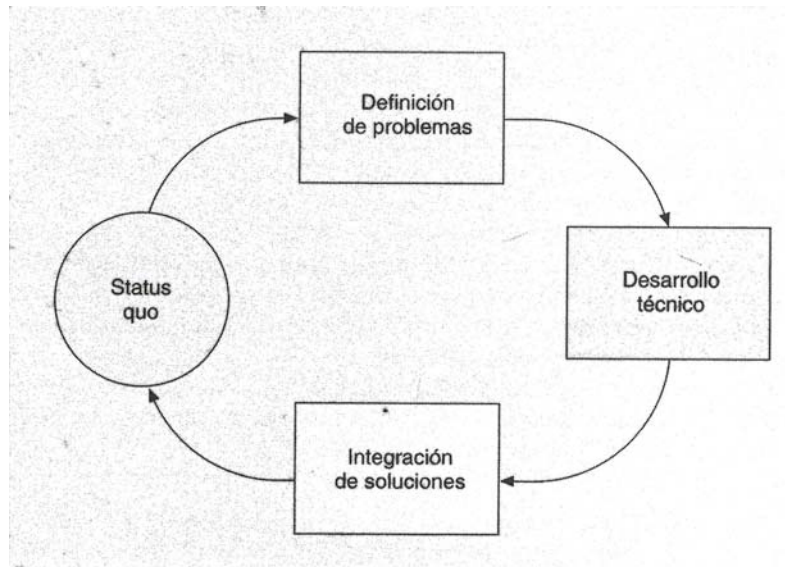 Definición
de problemas
Status
quo
Desarrollo
técnico
Integración
de soluciones